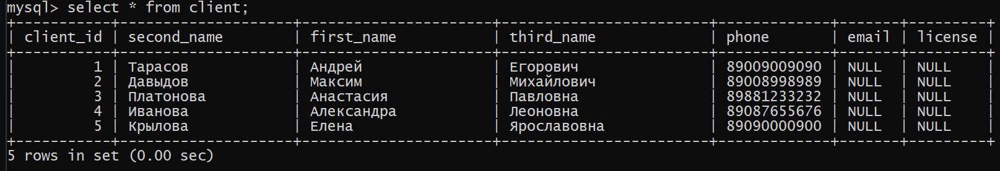 mysql> select * from client;
+-----------+--------------------+----------------------+------------------------+-------------+-------+---------+
| client_id | second_name        | first_name           | third_name             | phone       | email | license |
+-----------+--------------------+----------------------+------------------------+-------------+-------+---------+
|         1 | Тарасов            | Андрей               | Егорович               | 89009009090 | NULL  | NULL    |
|         2 | Давыдов            | Максим               | Михайлович             | 89008998989 | NULL  | NULL    |
|         3 | Платонова          | Анастасия            | Павловна               | 89881233232 | NULL  | NULL    |
|         4 | Иванова            | Александра           | Леоновна               | 89087655676 | NULL  | NULL    |
|         5 | Крылова            | Елена                | Ярославовна            | 89090000900 | NULL  | NULL    |
+-----------+--------------------+----------------------+------------------------+-------------+-------+---------+
5 rows in set (0.00 sec)